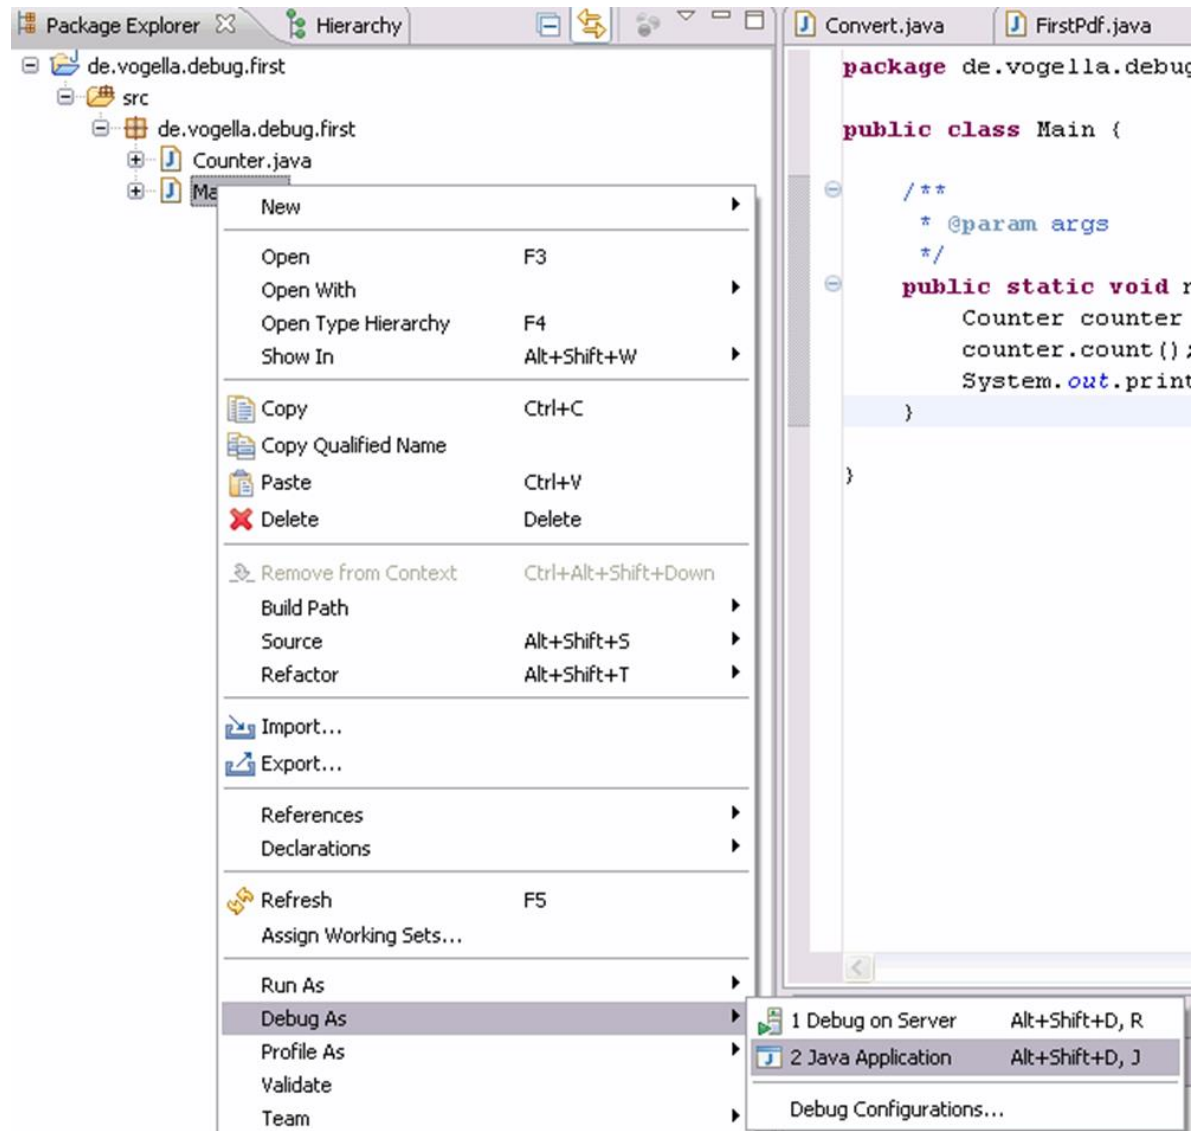 Package Explorer Hierarchy
de.vogella.debug.first
src
de.vogella.debug.first
Counter.java
Ma
New
Open F3
Open With
Open Type Hierarchy F4
Show In Alt+Shift+W
Copy Ctrl+C
Copy Qualified Name
Paste Ctrl+V
Delete Delete
Remove from Context Ctrl+Alt+Shift+Down
Build Path
Source Alt+Shift+S
Refactor Alt+Shift+T
Import...
Export...
References
Declarations
Refresh F5
Assign Working Sets...
Run As
Debug As
Profile As
Validate
Team
1 Debug on Server Alt+Shift+D, R
2 Java Application Alt+Shift+D, J
Debug Configurations...
Convert.java FirstPdf.java
package de.vogella.debug
public class Main {
/**
* @param args
*/
public static void
Counter counter
counter.count();
System.out.print
}
}